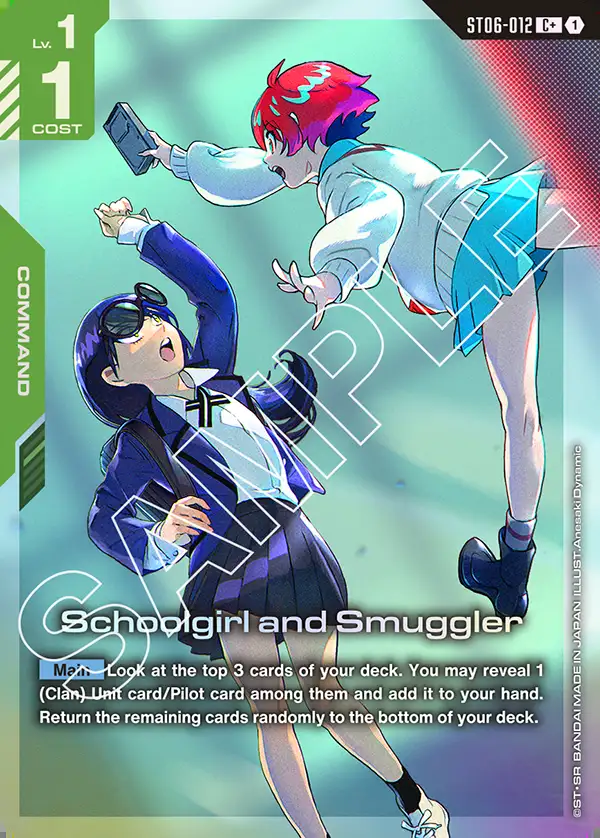 Lv. 1
1
COST
ST06-012 C+ 1
COMMAND
SAMPLE
Schoolgirl and Smuggler
Main Look at the top 3 cards of your deck. You may reveal 1
(Clan) Unit card/Pilot card among them and add it to your hand.
Return the remaining cards randomly to the bottom of your deck.
©ST•SR BANDAI MADE IN JAPAN ILLUST.Anesaki Dynamic